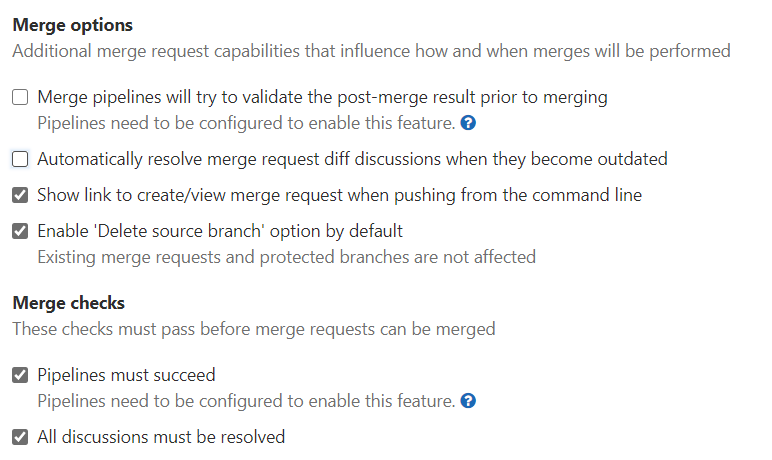 Merge options
Additional merge request capabilities that influence how and when merges will be performed
Merge pipelines will try to validate the post-merge result prior to merging
Pipelines need to be configured to enable this feature. ?
Automatically resolve merge request diff discussions when they become outdated
Show link to create/view merge request when pushing from the command line
Enable 'Delete source branch' option by default
Existing merge requests and protected branches are not affected
Merge checks
These checks must pass before merge requests can be merged
Pipelines must succeed
Pipelines need to be configured to enable this feature. ?
All discussions must be resolved